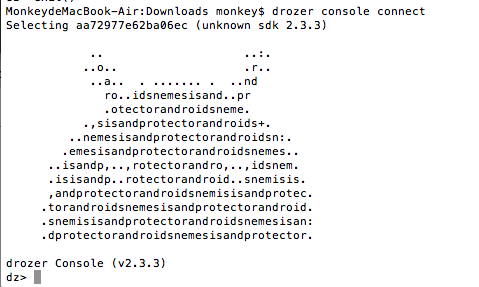 MonkeydeMacBook-Air:Downloads monkey$ drozer console connect
Selecting aa72977e62ba06ec (unknown sdk 2.3.3)
            ..                    ..:.
           ..o..                  .r..
            ..a..  . ....... .  ..nd
              ro..idsnemesisand..pr
              .otectorandroidsneme.
           .,sisandprotectorandroids+.
         ..nemesisandprotectorandroidsn:.
        .emesisandprotectorandroidsnemes..
      ..isandp,..,rotectorandro,..,idsnem.
      .isisandp..rotectorandroid..snemisis.
      ,andprotectorandroidsnemisisandprotec.
     .torandroidsnemesisandprotectorandroid.
     .snemisisandprotectorandroidsnemesisan:
     .dprotectorandroidsnemesisandprotector.
drozer Console (v2.3.3)
dz>